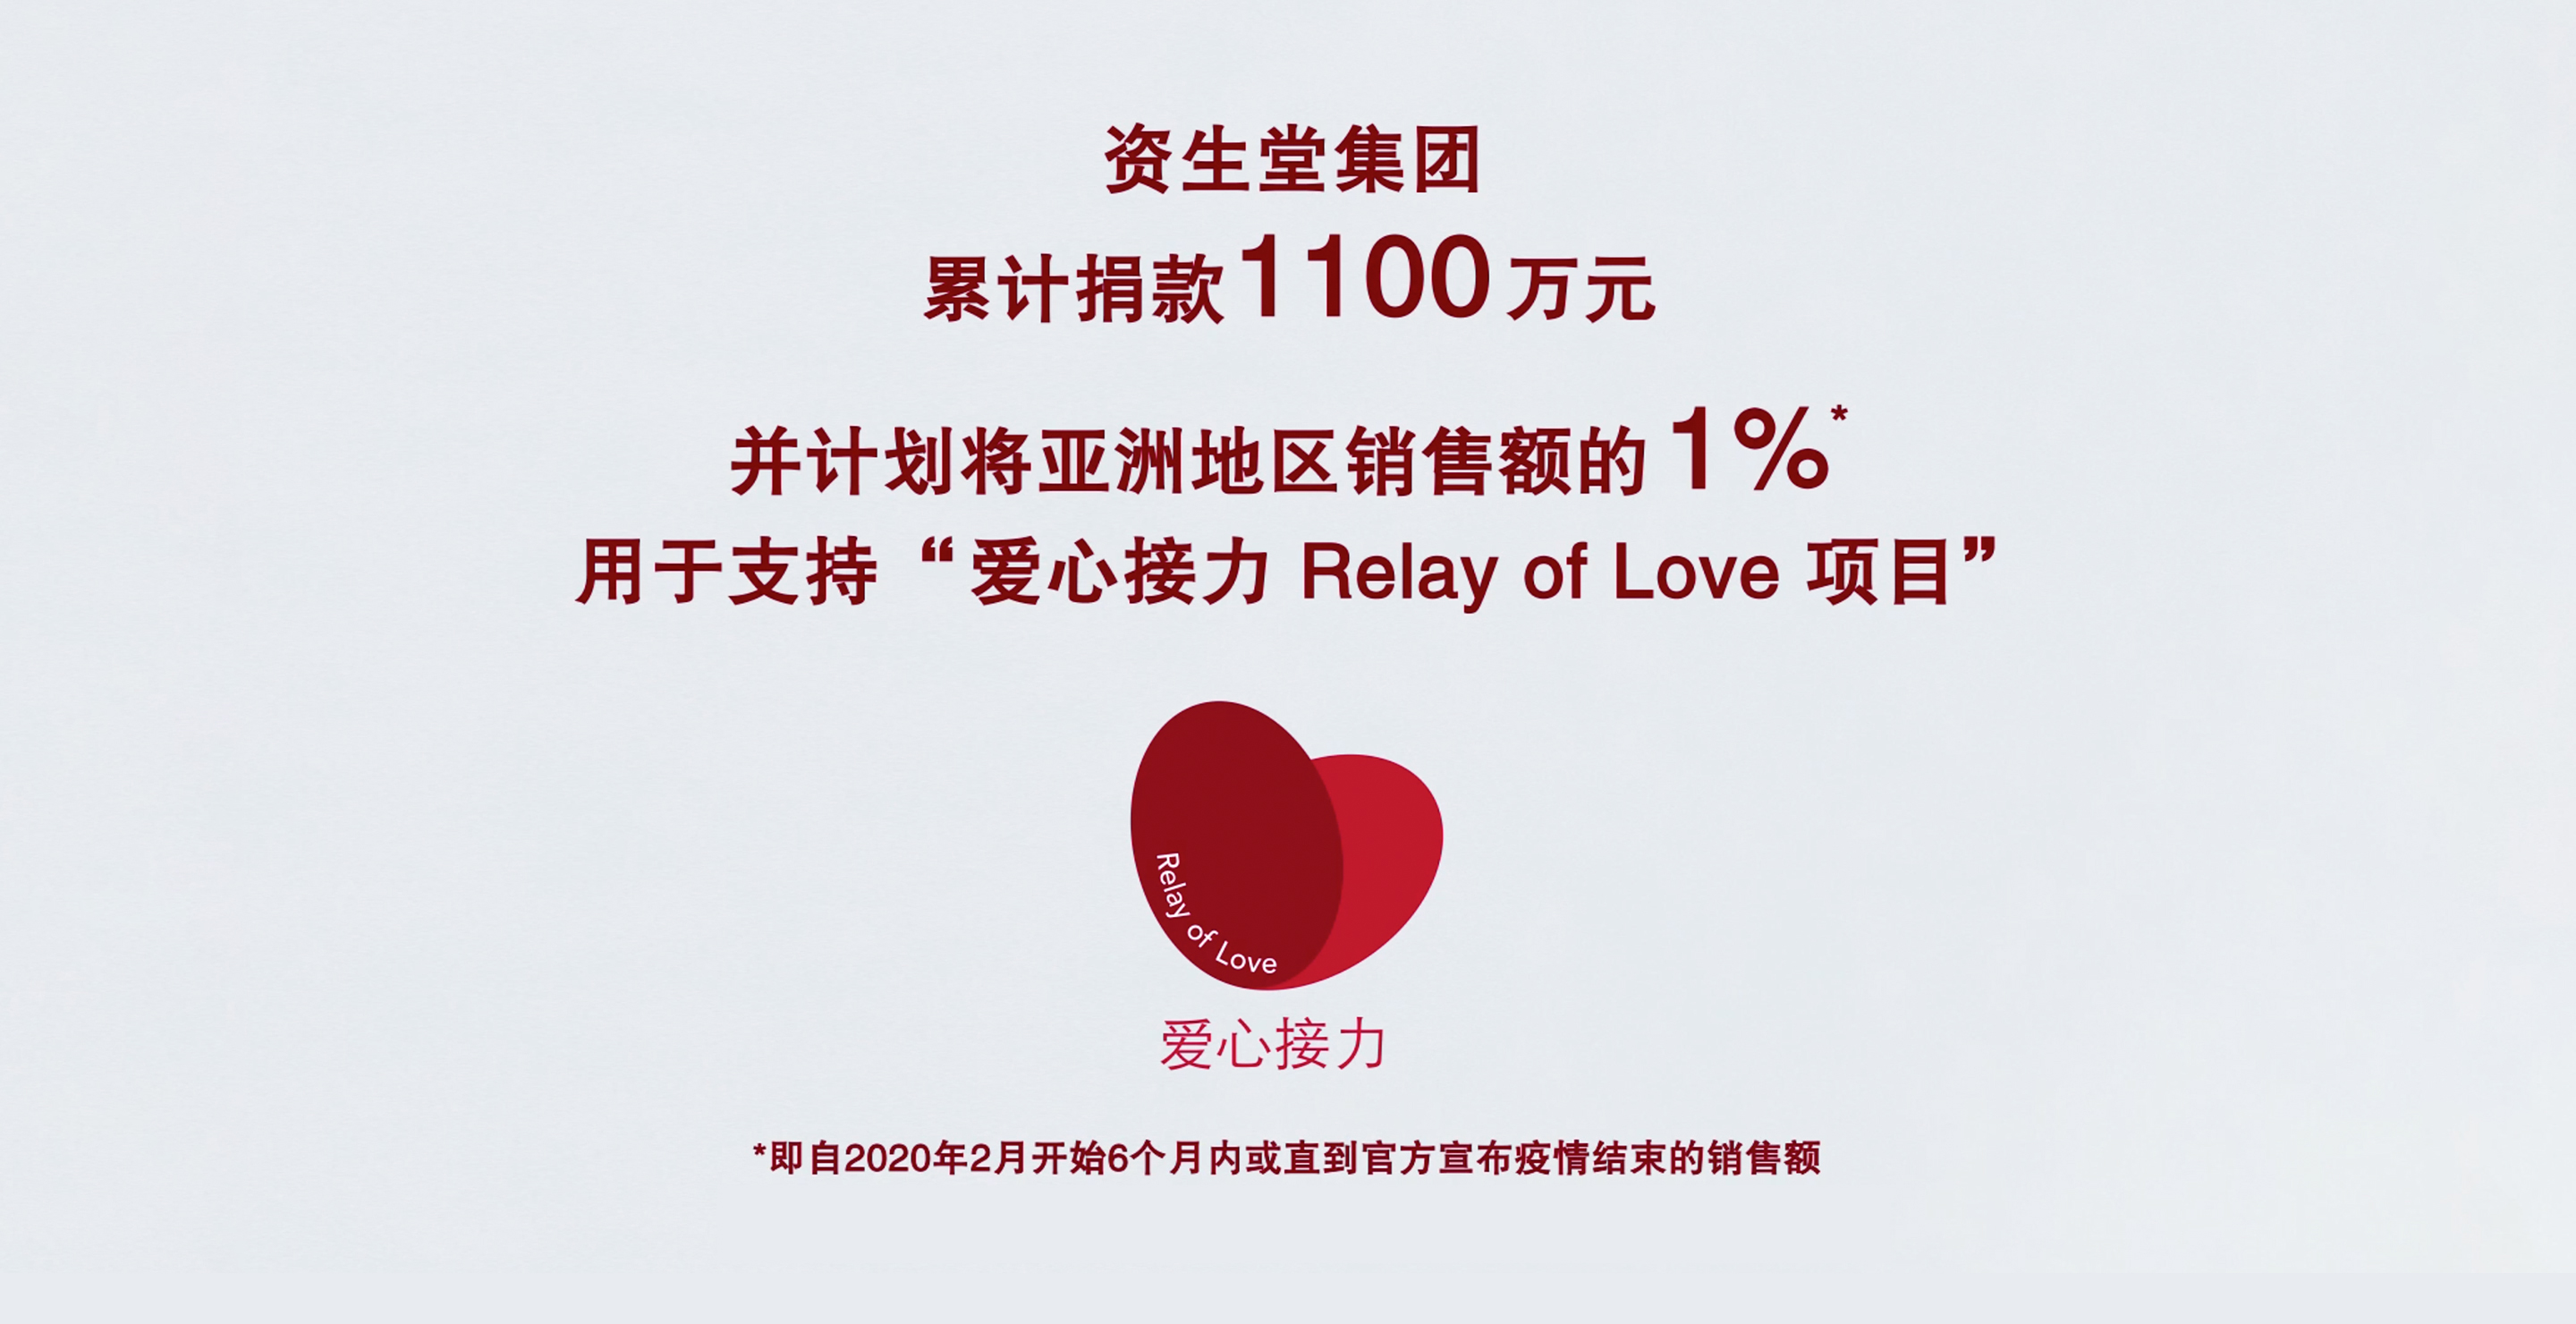 资生堂集团
累计捐款1100万元
并计划将亚洲地区销售额的1%*
用于支持“爱心接力 Relay of Love 项目”
Relay of Love
爱心接力
*即自2020年2月开始6个月内或直到官方宣布疫情结束的销售额